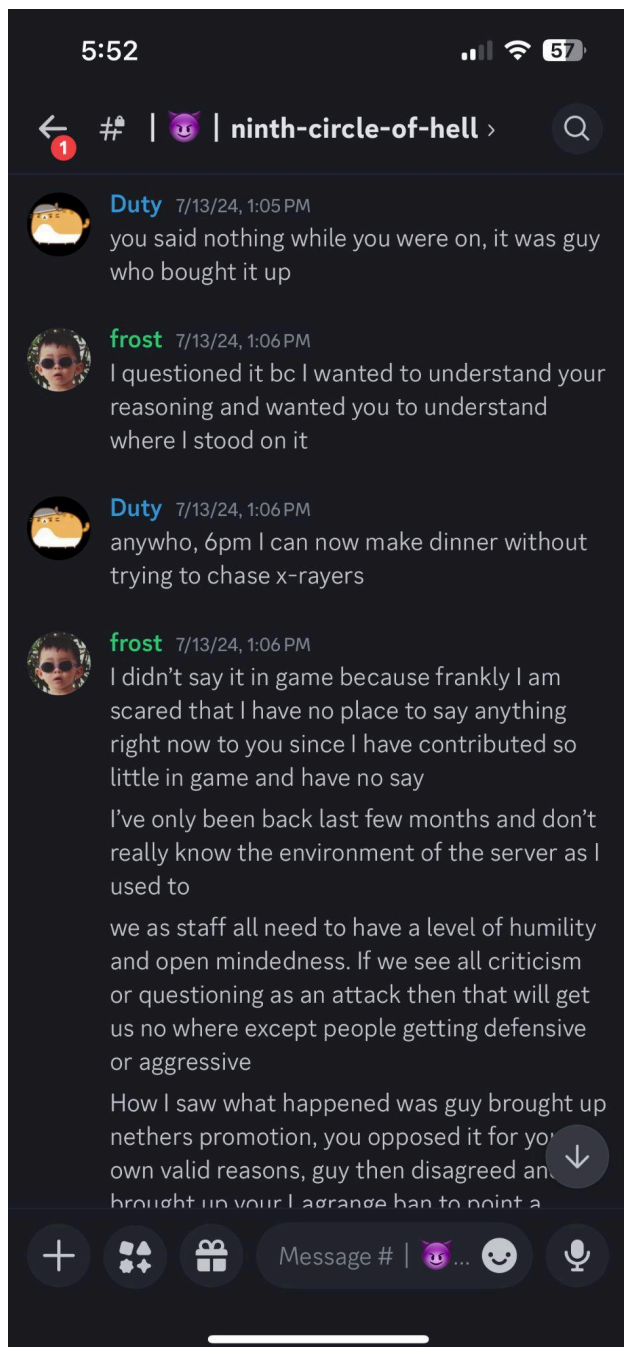 5:52
57
1
# | 😈 | ninth-circle-of-hell ›
Duty 7/13/24, 1:05 PM
you said nothing while you were on, it was guy
who bought it up
frost 7/13/24, 1:06 PM
I questioned it bc I wanted to understand your
reasoning and wanted you to understand
where I stood on it
Duty 7/13/24, 1:06 PM
anywho, 6pm I can now make dinner without
trying to chase x-rayers
frost 7/13/24, 1:06 PM
I didn’t say it in game because frankly I am
scared that I have no place to say anything
right now to you since I have contributed so
little in game and have no say
I’ve only been back last few months and don’t
really know the environment of the server as I
used to
we as staff all need to have a level of humility
and open mindedness. If we see all criticism
or questioning as an attack then that will get
us no where except people getting defensive
or aggressive
How I saw what happened was guy brought up
nethers promotion, you opposed it for
own valid reasons, guy then disagreed
brought up your Lagrange ban to point a
Message # | 😈...